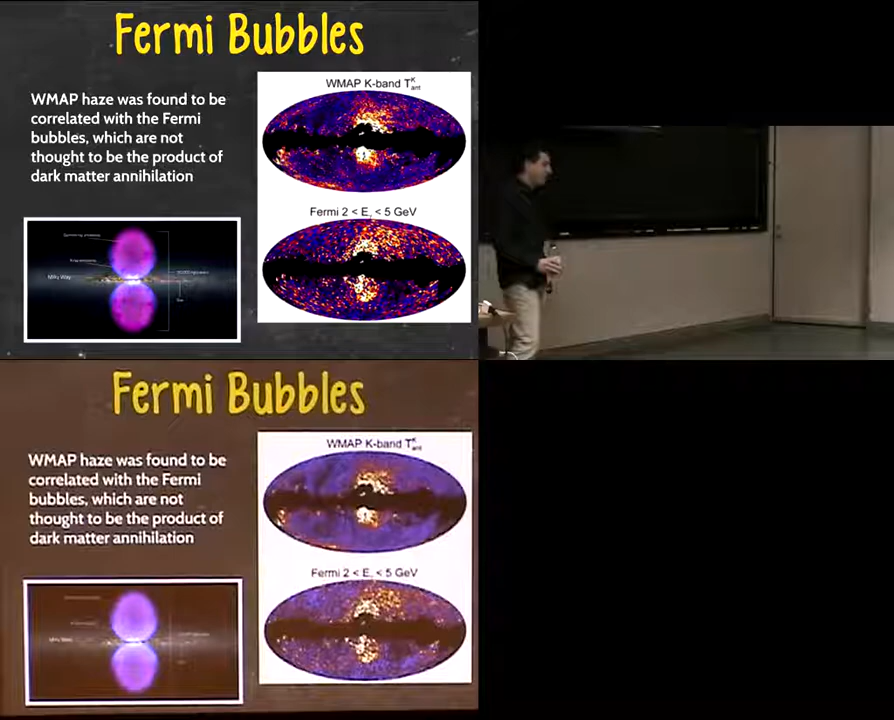 Fermi Bubbles
WMAP haze was found to be
correlated with the Fermi
bubbles, which are not
thought to be the product of
dark matter annihilation
WMAP K-band T
Fermi 2 < E, < 5 GeV
Milky Way
Fermi Bubbles
WMAP haze was found to be
correlated with the Fermi
bubbles, which are not
thought to be the product of
dark matter annihilation
WMAP K-band T
Fermi 2 < E, < 5 GeV